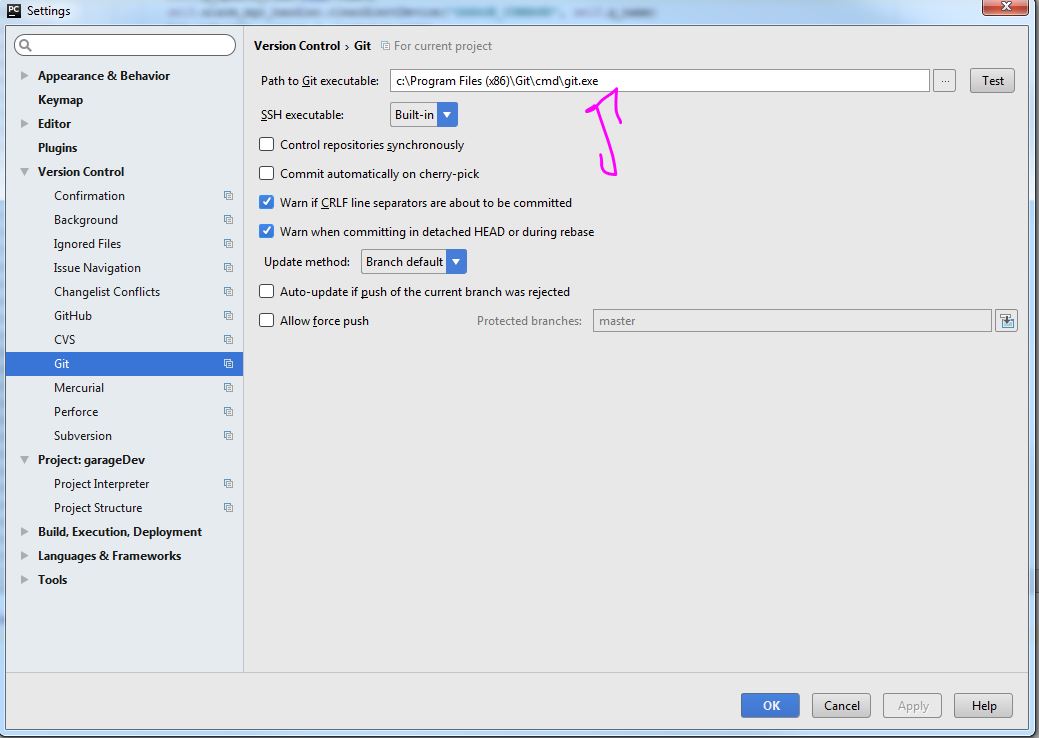 PC Settings
Version Control › Git For current project
Appearance & Behavior
Keymap
Editor
Plugins
Version Control
Confirmation
Background
Ignored Files
Issue Navigation
Changelist Conflicts
GitHub
CVS
Git
Mercurial
Perforce
Subversion
Project: garageDev
Project Interpreter
Project Structure
Build, Execution, Deployment
Languages & Frameworks
Tools
Path to Git executable: c:\Program Files (x86)\Git\cmd\git.exe ... Test
SSH executable: Built-in
Control repositories synchronously
Commit automatically on cherry-pick
Warn if CRLF line separators are about to be committed
Warn when committing in detached HEAD or during rebase
Update method: Branch default
Auto-update if push of the current branch was rejected
Allow force push Protected branches: master
OK Cancel Apply Help